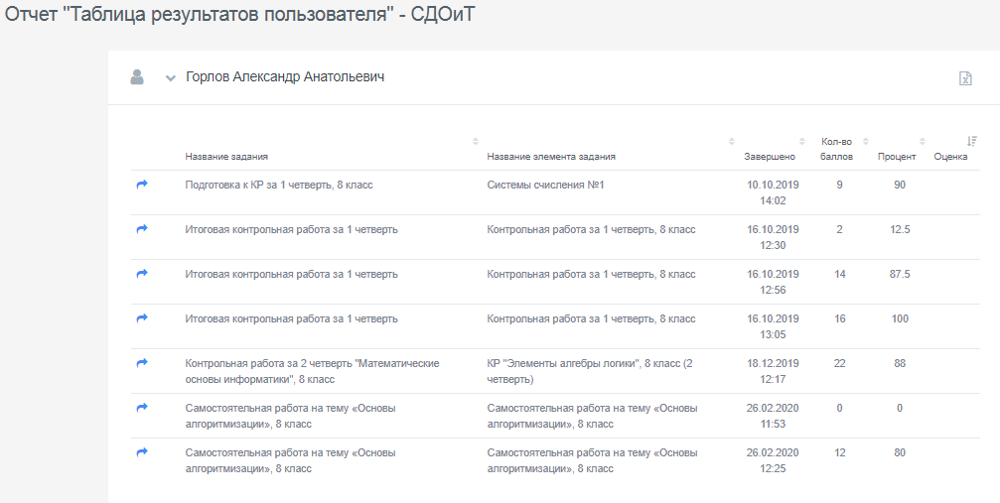 Отчет "Таблица результатов пользователя" - СДОиТ
Горлов Александр Анатольевич
Название задания Название элемента задания Завершено Кол-во баллов Процент Оценка
Подготовка к КР за 1 четверть, 8 класс Системы счисления №1 10.10.2019 9 90
14:02
Итоговая контрольная работа за 1 четверть Контрольная работа за 1 четверть, 8 класс 16.10.2019 2 12.5
12:30
Итоговая контрольная работа за 1 четверть Контрольная работа за 1 четверть, 8 класс 16.10.2019 14 87.5
12:56
Итоговая контрольная работа за 1 четверть Контрольная работа за 1 четверть, 8 класс 16.10.2019 16 100
13:05
Контрольная работа за 2 четверть "Математические КР "Элементы алгебры логики", 8 класс (2 18.12.2019 22 88
основы информатики", 8 класс четверть) 12:17
Самостоятельная работа на тему «Основы Самостоятельная работа на тему «Основы 26.02.2020 0 0
алгоритмизации», 8 класс алгоритмизации», 8 класс 11:53
Самостоятельная работа на тему «Основы Самостоятельная работа на тему «Основы 26.02.2020 12 80
алгоритмизации», 8 класс алгоритмизации», 8 класс 12:25